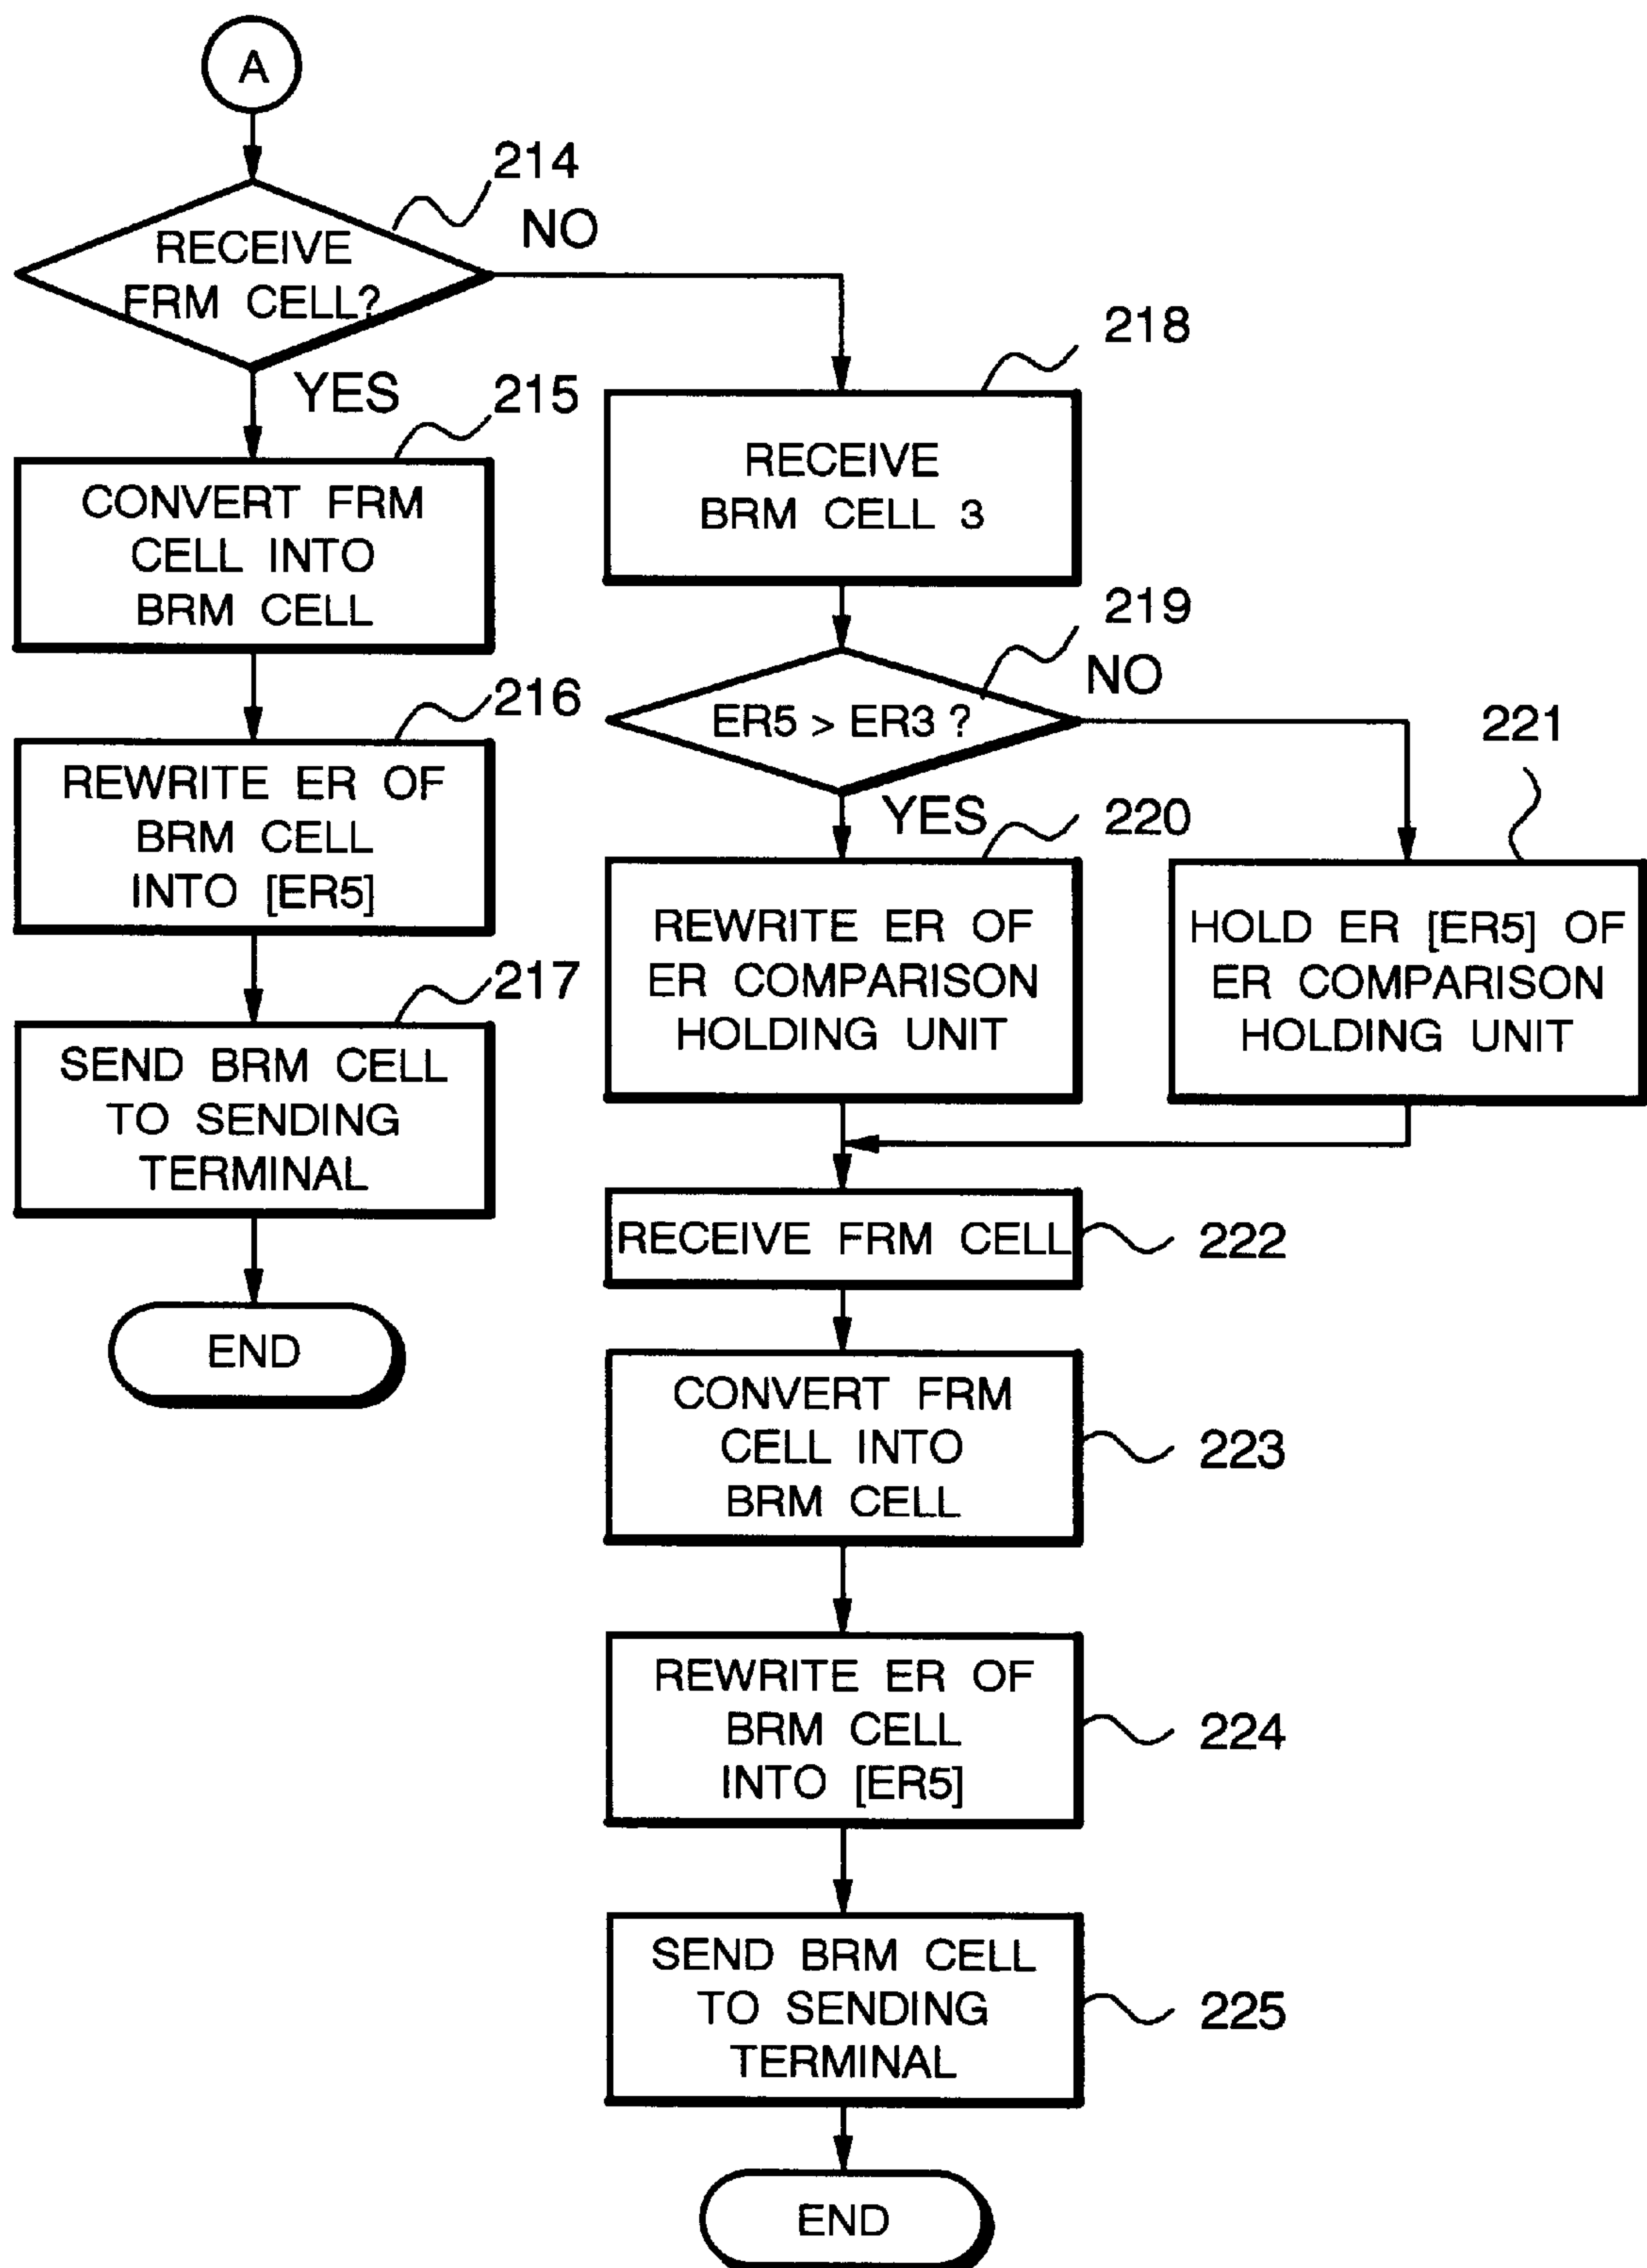 A
214
NO
RECEIVE
FRM CELL?
YES
215
CONVERT FRM
CELL INTO
BRM CELL
216
REWRITE ER OF
BRM CELL
INTO [ER5]
217
SEND BRM CELL
TO SENDING
TERMINAL
END
218
RECEIVE
BRM CELL 3
219
NO
ER5 > ER3 ?
YES
220
REWRITE ER OF
ER COMPARISON
HOLDING UNIT
221
HOLD ER [ER5] OF
ER COMPARISON
HOLDING UNIT
RECEIVE FRM CELL
222
CONVERT FRM
CELL INTO
BRM CELL
223
REWRITE ER OF
BRM CELL
INTO [ER5]
224
SEND BRM CELL
TO SENDING
TERMINAL
225
END